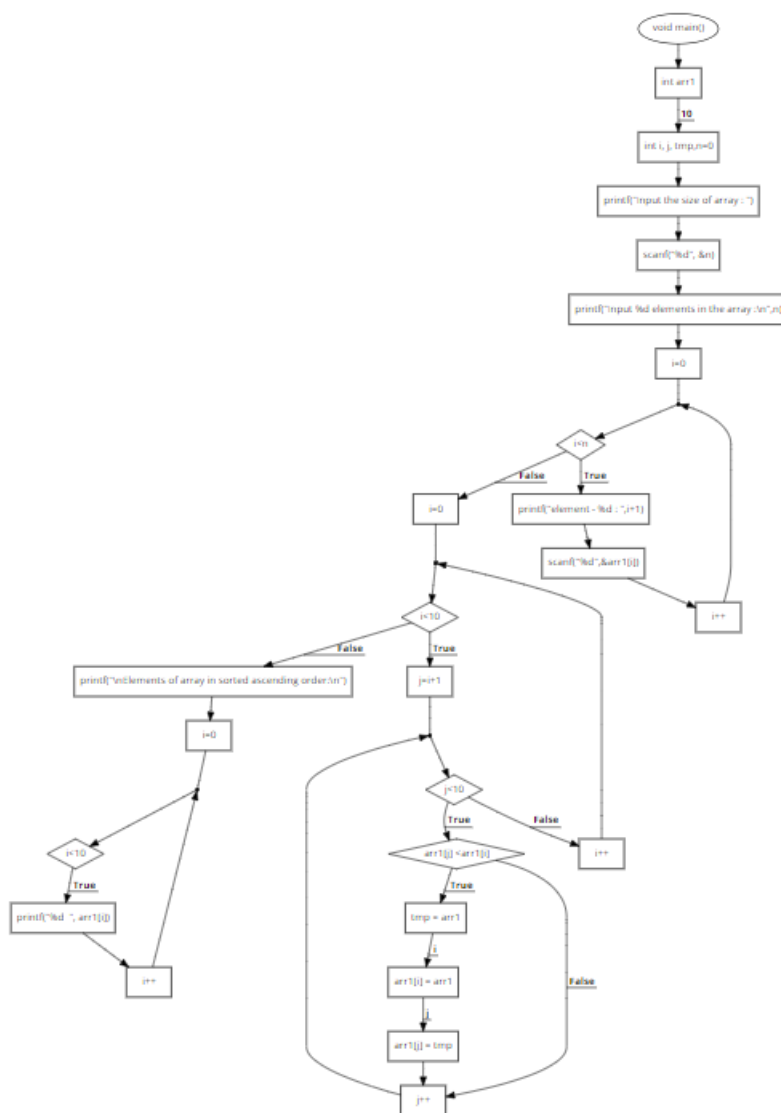 void main()
int arr1
10
int i, j, tmp,n=0
printf("Input the size of array : ")
scanf("%d", &n)
printf("Input %d elements in the array :\n",n)
i=0
i<n
False
True
i=0
printf("element - %d : ",i+1)
scanf("%d",&arr1[i])
i++
i<10
False
True
printf("\nElements of array in sorted ascending order:\n")
j=i+1
i=0
j<10
True
False
i<10
arr1[j] <arr1[i]
i++
True
True
printf("%d  ", arr1[i])
tmp = arr1
i
i++
arr1[i] = arr1
False
j
arr1[j] = tmp
j++